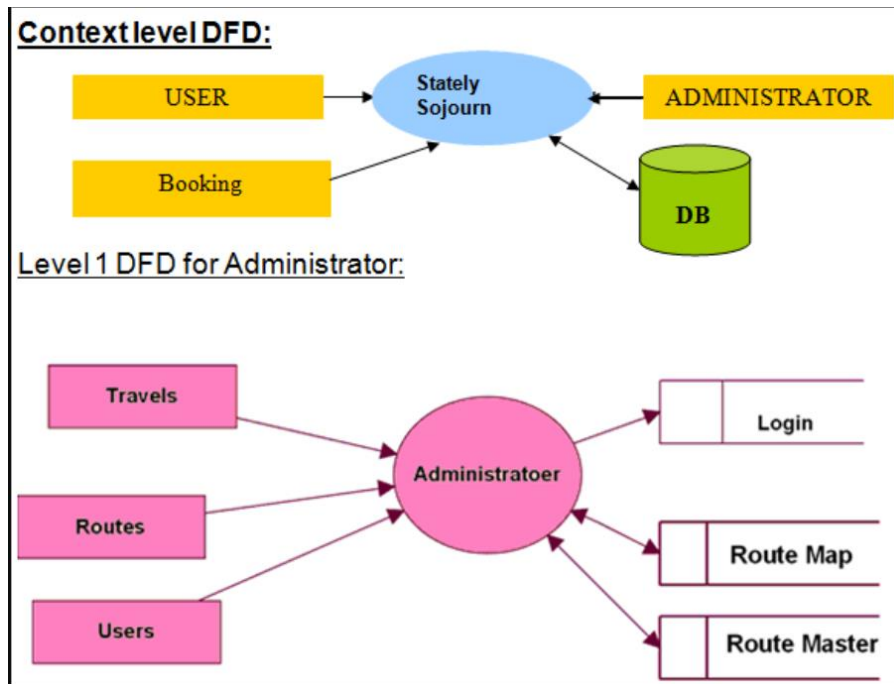 Context level DFD:
USER
Stately
Sojourn
ADMINISTRATOR
Booking
DB
Level 1 DFD for Administrator:
Travels
Administratoer
Login
Routes
Route Map
Users
Route Master